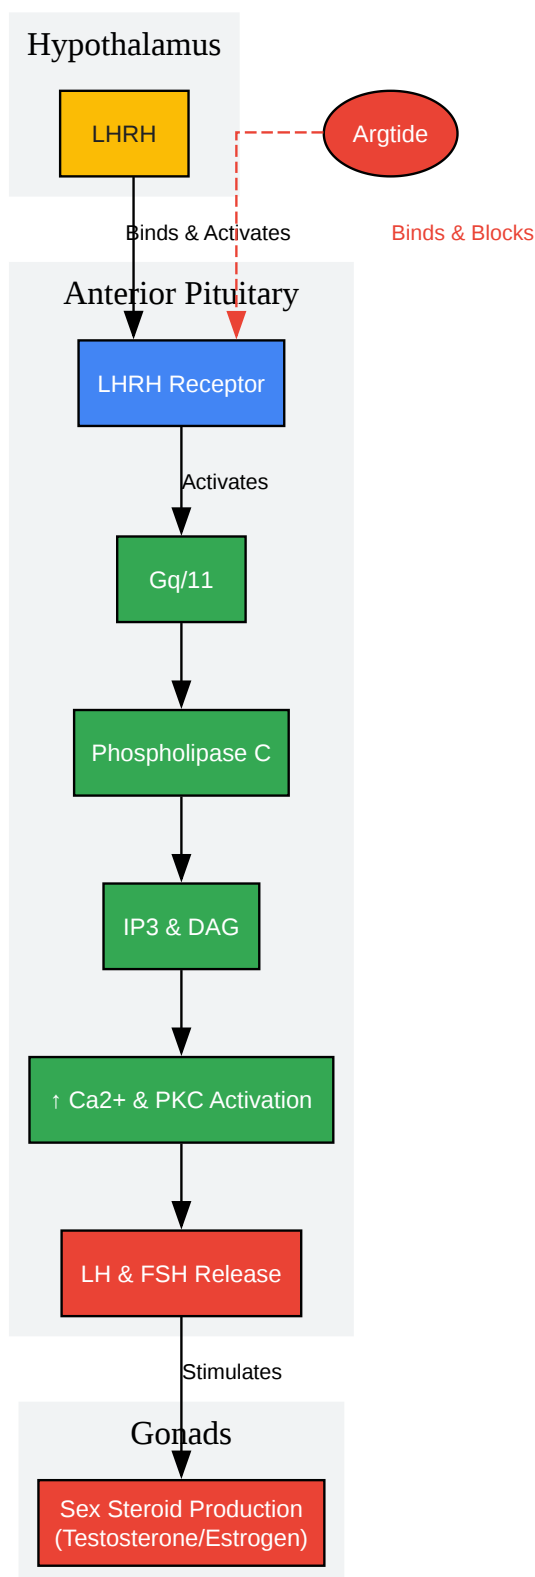 Hypothalamus
LHRH
Argtide
Binds & Activates
Binds & Blocks
Anterior Pituitary
LHRH Receptor
Activates
Gq/11
Phospholipase C
IP3 & DAG
↑ Ca2+ & PKC Activation
LH & FSH Release
Stimulates
Gonads
Sex Steroid Production
(Testosterone/Estrogen)